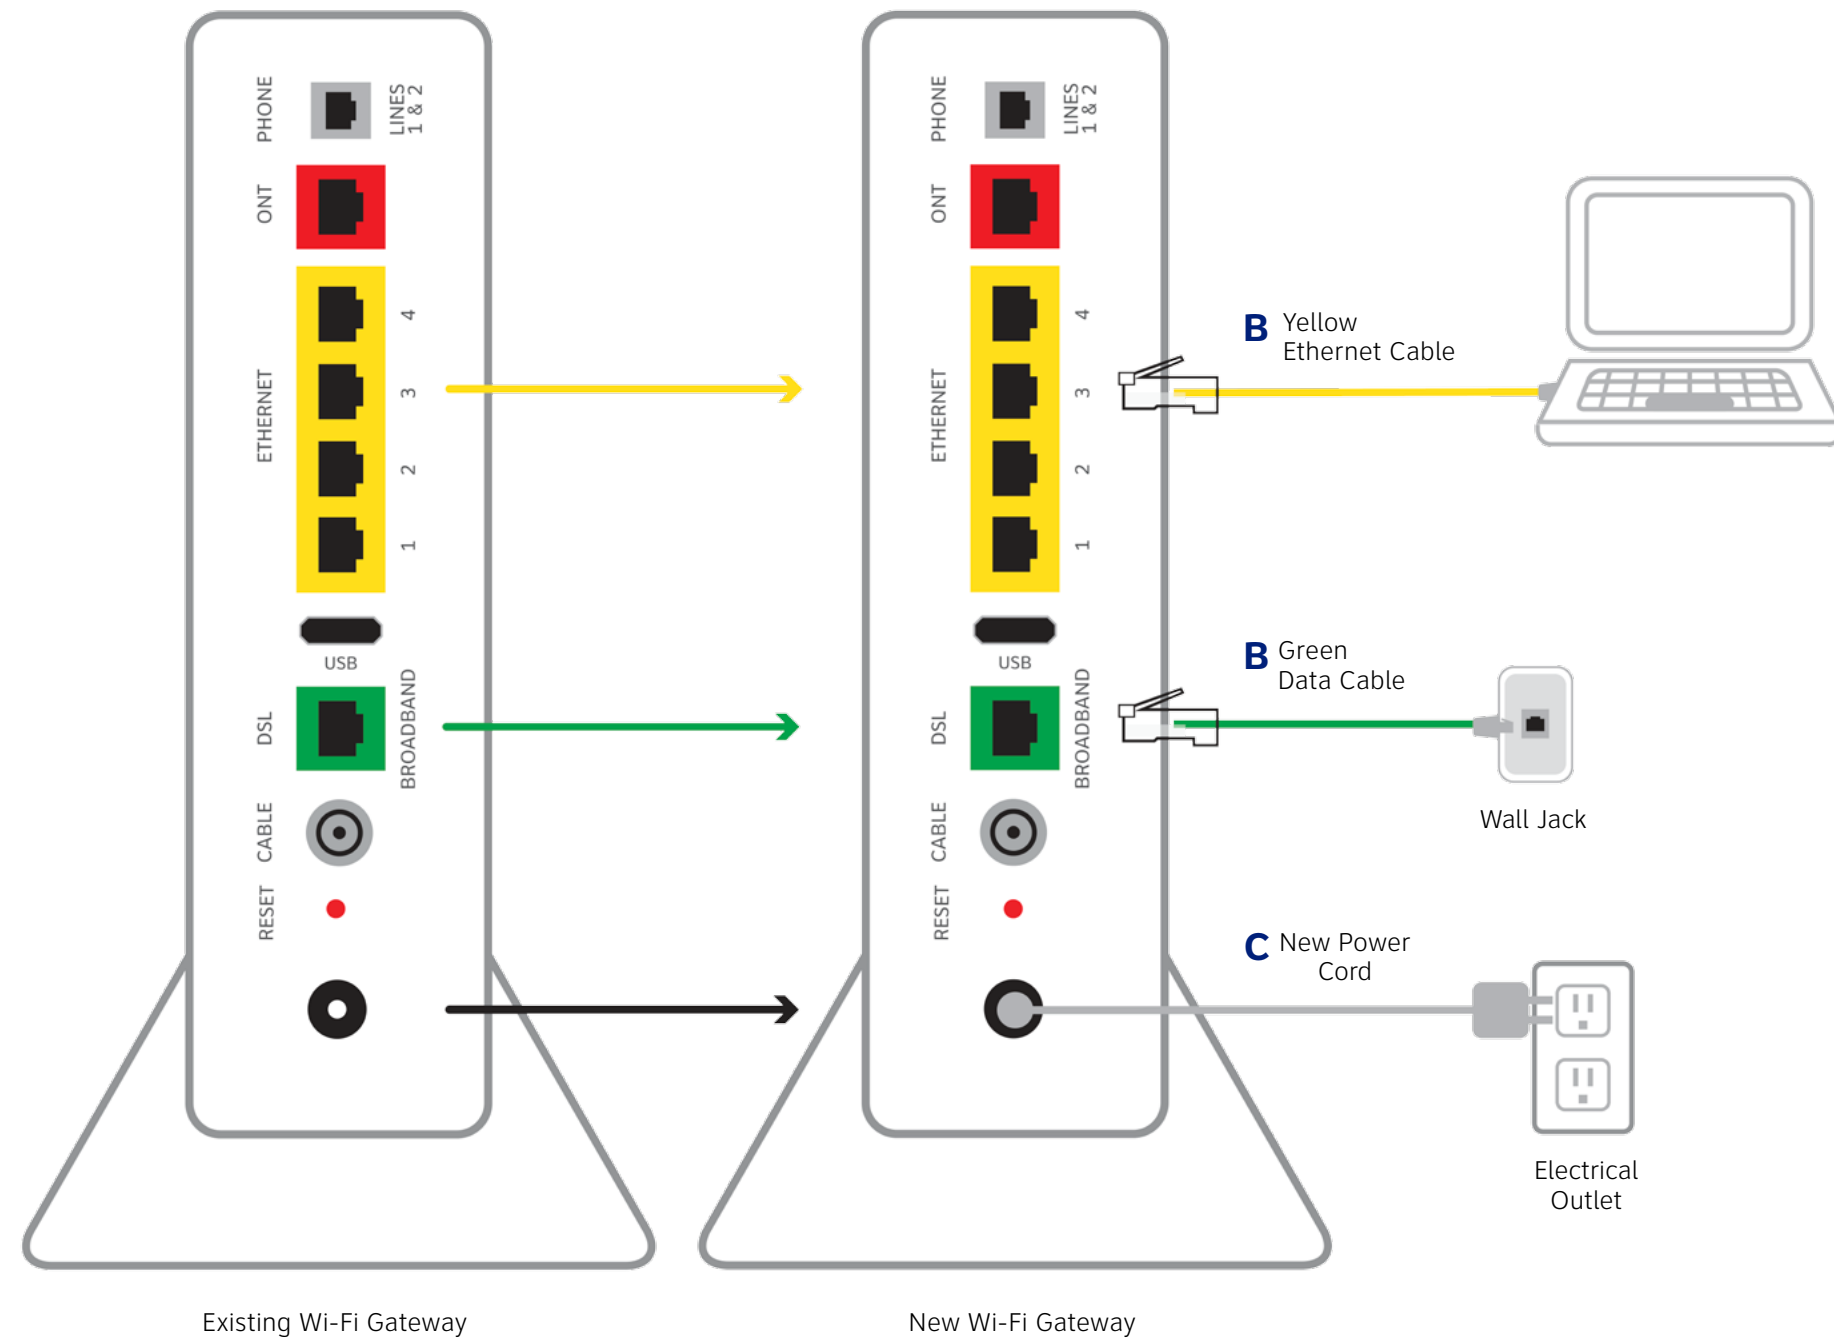 PHONE
LINES
1 & 2
ONT
ETHERNET
4
3
2
1
USB
DSL
BROADBAND
CABLE
RESET
Existing Wi-Fi Gateway
PHONE
LINES
1 & 2
ONT
ETHERNET
4
3
2
1
USB
DSL
BROADBAND
CABLE
RESET
New Wi-Fi Gateway
B Yellow
Ethernet Cable
B Green
Data Cable
Wall Jack
C New Power
Cord
Electrical
Outlet